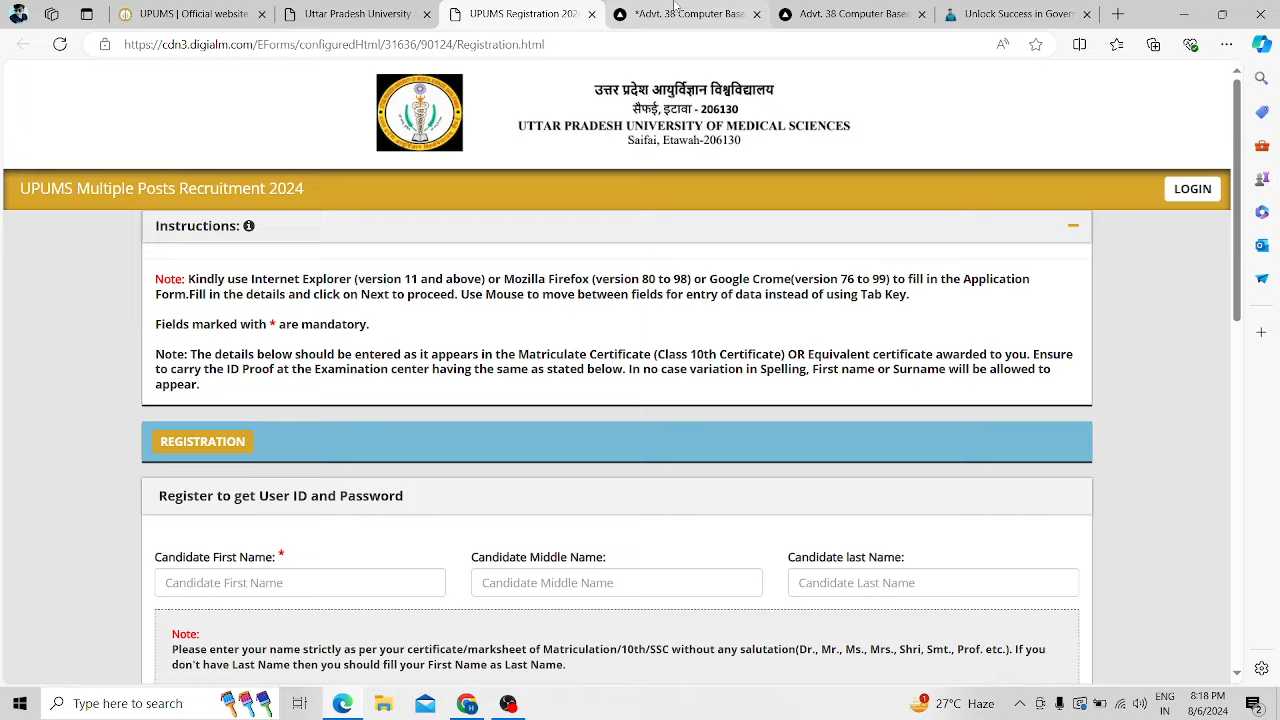 UPUMS Online F
UTTAR PRADESH University
UTTAR PRADESH 202
*Advt. 38Computer Base
Advt. 38 Computer Based
Unlocks Success in Comp
https://cdn3.digialm.com/EForms/configuredHtml/31636/90124/Registration.html
उत्तर प्रदेश आयुर्विज्ञान विश्वविद्यालय
सैफई, इटावा - 206130
UTTAR PRADESH UNIVERSITY OF MEDICAL SCIENCES
Saifai, Etawah-206130
UPUMS Multiple Posts Recruitment 2024
LOGIN
Instructions:
Note: Kindly use Internet Explorer (version 11 and above) or Mozilla Firefox (version 80 to 98) or Google Crome(version 76 to 99) to fill in the Application
Form.Fill in the details and click on Next to proceed. Use Mouse to move between fields for entry of data instead of using Tab Key.
Fields marked with * are mandatory.
Note: The details below should be entered as it appears in the Matriculate Certificate (Class 10th Certificate) OR Equivalent certificate awarded to you. Ensure
to carry the ID Proof at the Examination center having the same as stated below. In no case variation in Spelling, First name or Surname will be allowed to
appear.
REGISTRATION
Register to get User ID and Password
Candidate First Name: *
Candidate Middle Name:
Candidate last Name:
Candidate First Name
Candidate Middle Name
Candidate Last Name
Note:
Please enter your name strictly as per your certificate/marksheet of Matriculation/10th/SSC without any salutation(Dr., Mr., Ms., Mrs., Shri, Smt., Prof. etc.). If you
don't have Last Name then you should fill your First Name as Last Name.
Type here to search
27°C Haze
ENG
IN
8:18 PM
8/6/2024